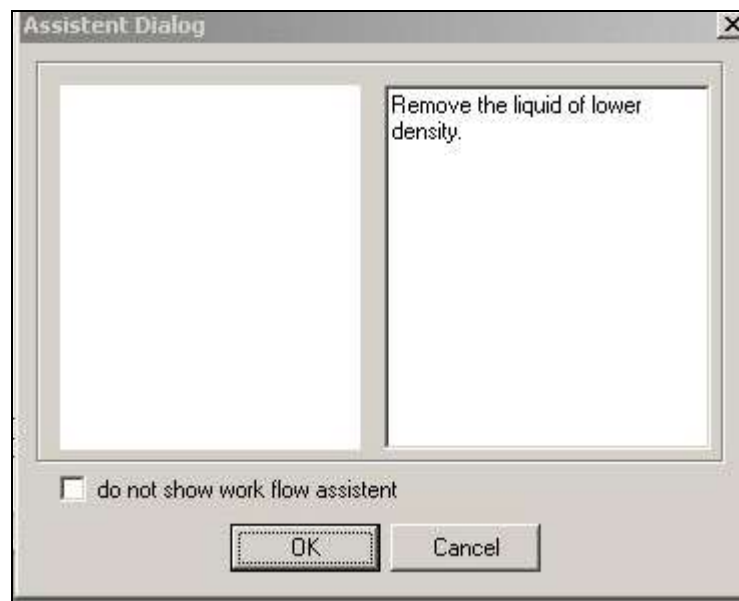 Assistent Dialog
Remove the liquid of lower
density.
do not show work flow assistent
OK
Cancel